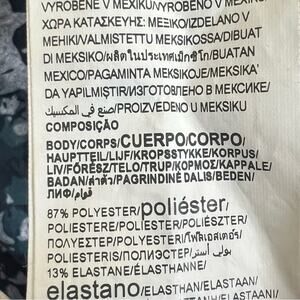 VYROBENE V MEXIKU/VYROBENO V MEXIKU/
ΧΩΡΑ ΚΑΤΑΣΚΕΥΗΣ: ΜΕΞΙΚΟ/IZDELANO V
MEHIKI/VALMISTETTU MEKSIKOSSA/DIBUAT
DI MEKSIKO/ผลิตในประเทศเม็กซิโก/BUATAN
MEXICO/PAGAMINTA MEKSIKOJE/MEKSIKA'
DA YAPILMIŞTIR/ИЗГОТОВЛЕНО В МЕКСИКЕ/
صنع في المكسيك/PROIZVEDENO U MEKSIKU
COMPOSIÇÃO
BODY/CORPS/CUERPO/CORPO/
HAUPTTEIL/LIJF/KROPSSTYKKE/KORPUS/
LIV/FŐRÉSZ/TELO/TRUP/ΚΟΡΜΟΣ/KAPPALE/
BADAN/ลำตัว/PAGRINDINĖ DALIS/BEDEN/
ЛИФ/قوام/
87% POLYESTER/poliéster/
POLIESTERE/POLIÉSTER/POLIÉSZTER/
ΠΟΛΥΕΣΤΕΡ/POLYESTERI/โพลีเอสเตอร์/
POLIESTERIS/ПОЛИЭСТЕР/بولي أستر/
13% ELASTANE/ÉLASTHANNE/
elastano/ELASTHAN/ELASTAAN/